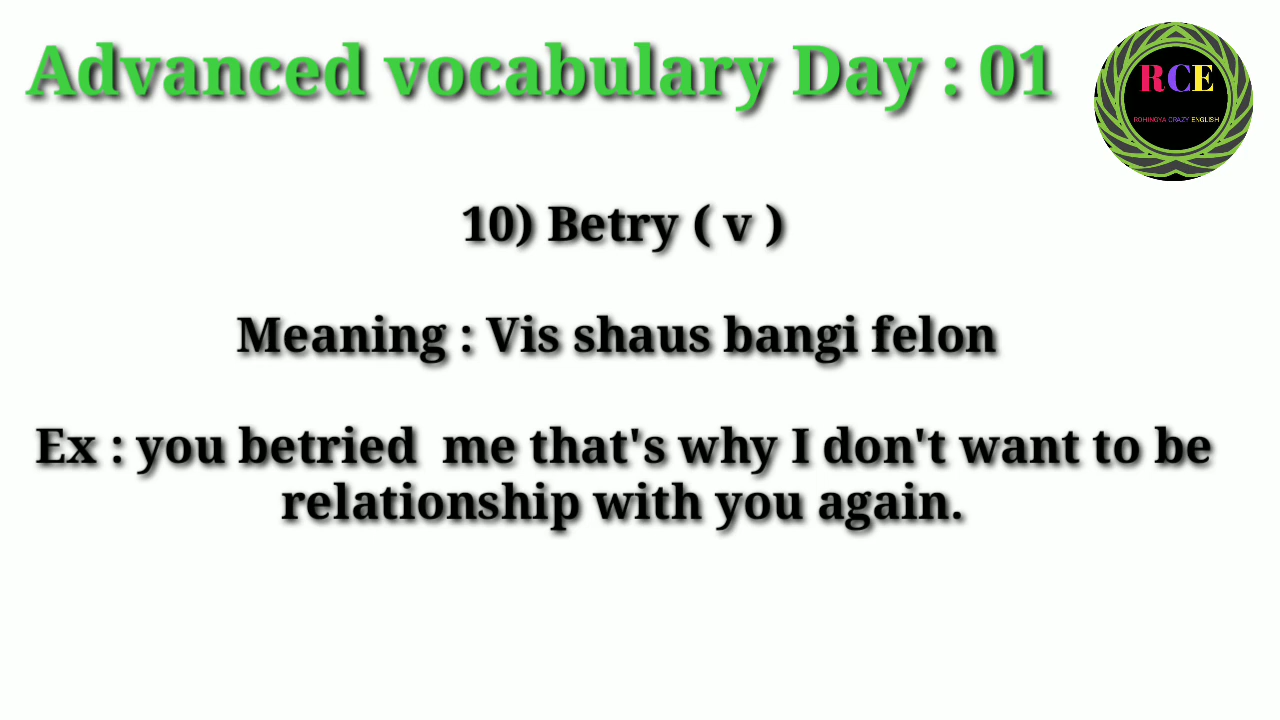 Advanced vocabulary Day : 01
RCE
ROHINGYA CRAZY ENGLISH
10) Betry ( v )
Meaning : Vis shaus bangi felon
Ex : you betried  me that's why I don't want to be
relationship with you again.